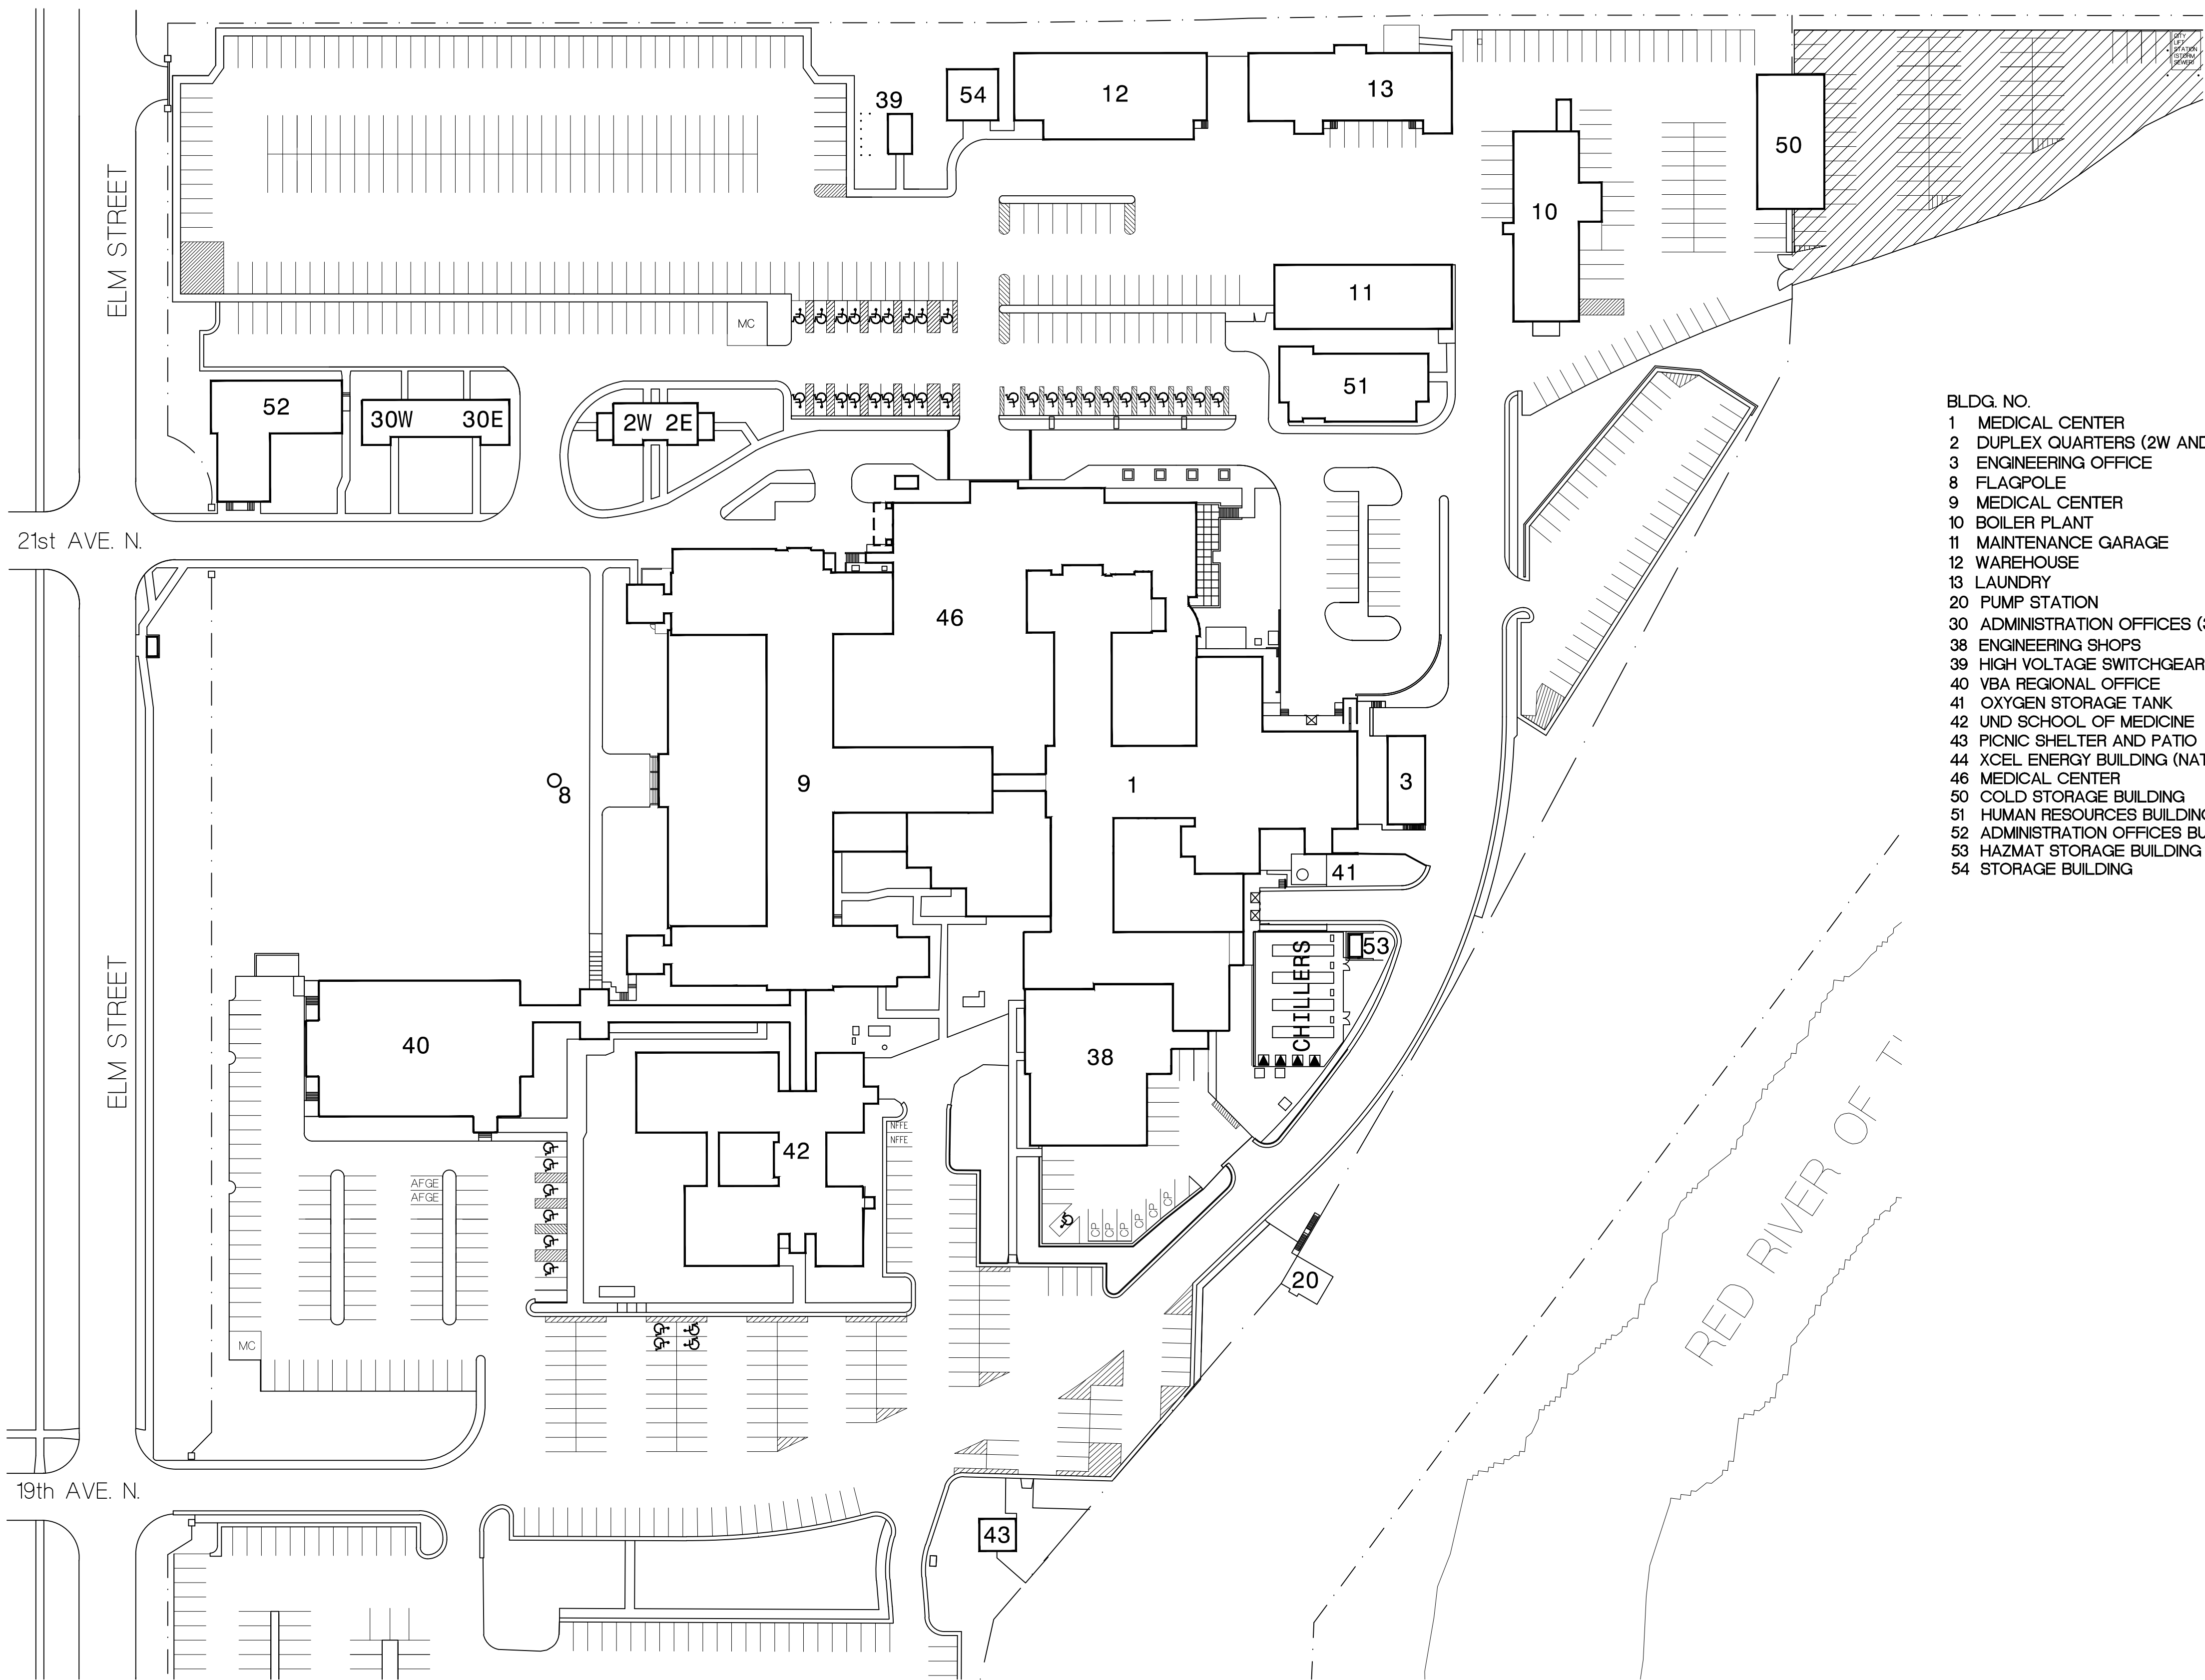 CITY
LIFT
STATION
(STORM
SEWER)
39
54
12
13
50
10
ELM STREET
11
MC
51
52
30W 30E
2W 2E
21st AVE. N.
46
8
9
1
3
41
53
CHILLERS
ELM STREET
40
38
42
NFFE
NFFE
AFGE
AFGE
CP
CP
CP
CP
CP
CP
20
MC
RED RIVER OF
19th AVE. N.
43
BLDG. NO.
1 MEDICAL CENTER
2 DUPLEX QUARTERS (2W AND
3 ENGINEERING OFFICE
8 FLAGPOLE
9 MEDICAL CENTER
10 BOILER PLANT
11 MAINTENANCE GARAGE
12 WAREHOUSE
13 LAUNDRY
20 PUMP STATION
30 ADMINISTRATION OFFICES (
38 ENGINEERING SHOPS
39 HIGH VOLTAGE SWITCHGEAR
40 VBA REGIONAL OFFICE
41 OXYGEN STORAGE TANK
42 UND SCHOOL OF MEDICINE
43 PICNIC SHELTER AND PATIO
44 XCEL ENERGY BUILDING (NAT
46 MEDICAL CENTER
50 COLD STORAGE BUILDING
51 HUMAN RESOURCES BUILDING
52 ADMINISTRATION OFFICES BU
53 HAZMAT STORAGE BUILDING
54 STORAGE BUILDING